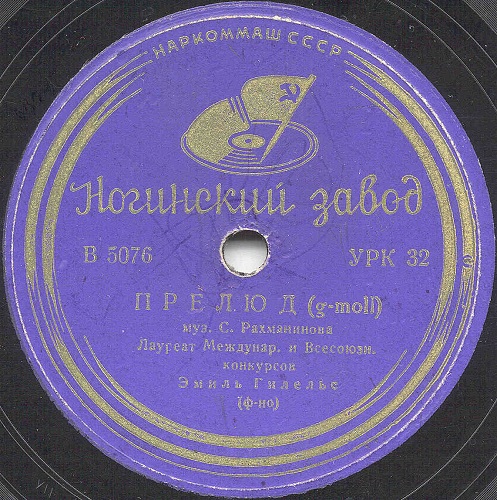 НАРКОММАШ СССР
Ногинский завод
В 5076
УРК 32
ПРЕЛЮД (g-moll)
муз. С. Рахманинова
Лауреат Междунар. и Всесоюзн.
конкурсов
Эмиль Гилельс
(ф-но)